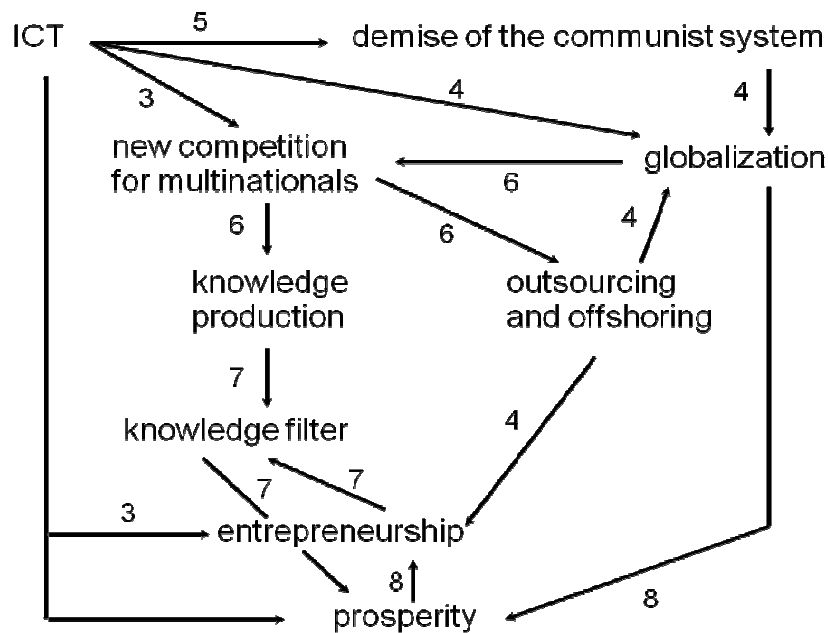 ICT
5
demise of the communist system
3
4
4
new competition
for multinationals
6
globalization
6
6
4
knowledge
production
outsourcing
and offshoring
7
4
knowledge filter
7
7
3
entrepreneurship
8
8
prosperity